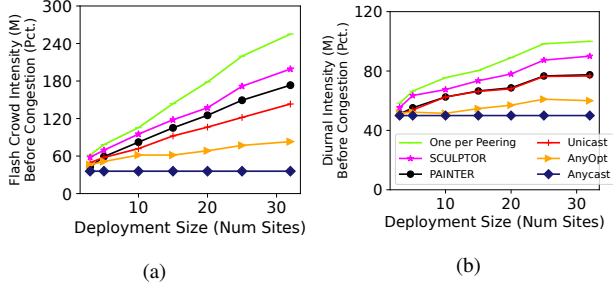 Flash Crowd Intensity (M)
Before Congestion (Pct.)
300
240
180
120
60
0
10
20
30
Deployment Size (Num Sites)
(a)
Diurnal Intensity (M)
Before Congestion (Pct.)
120
80
40
0
One per Peering
SCULPTOR
PAINTER
Unicast
AnyOpt
Anycast
10
20
30
Deployment Size (Num Sites)
(b)